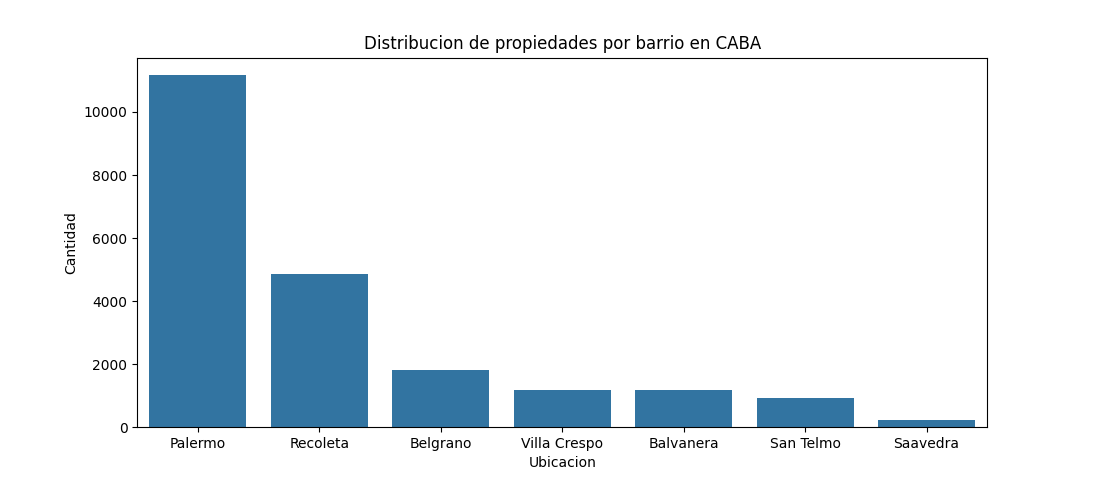 Distribucion de propiedades por barrio en CABA
Cantidad
10000
8000
6000
4000
2000
0
Palermo Recoleta Belgrano Villa Crespo Balvanera San Telmo Saavedra
Ubicacion